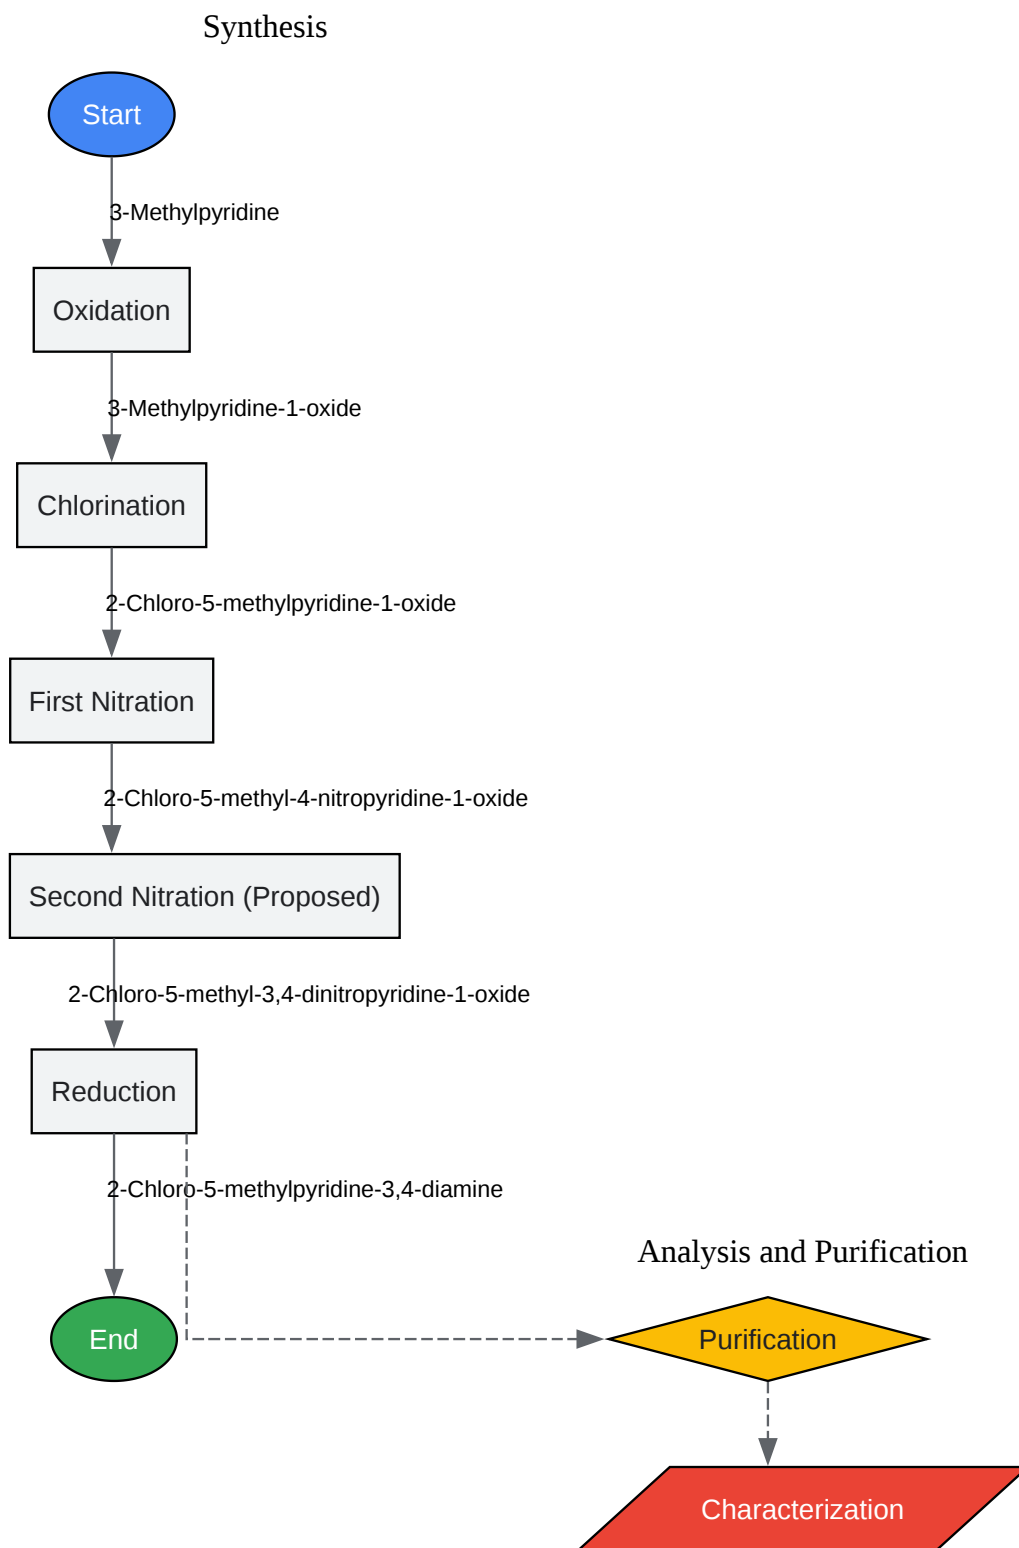 Synthesis
Start
3-Methylpyridine
Oxidation
3-Methylpyridine-1-oxide
Chlorination
2-Chloro-5-methylpyridine-1-oxide
First Nitration
2-Chloro-5-methyl-4-nitropyridine-1-oxide
Second Nitration (Proposed)
2-Chloro-5-methyl-3,4-dinitropyridine-1-oxide
Reduction
2-Chloro-5-methylpyridine-3,4-diamine
End
Analysis and Purification
Purification
Characterization